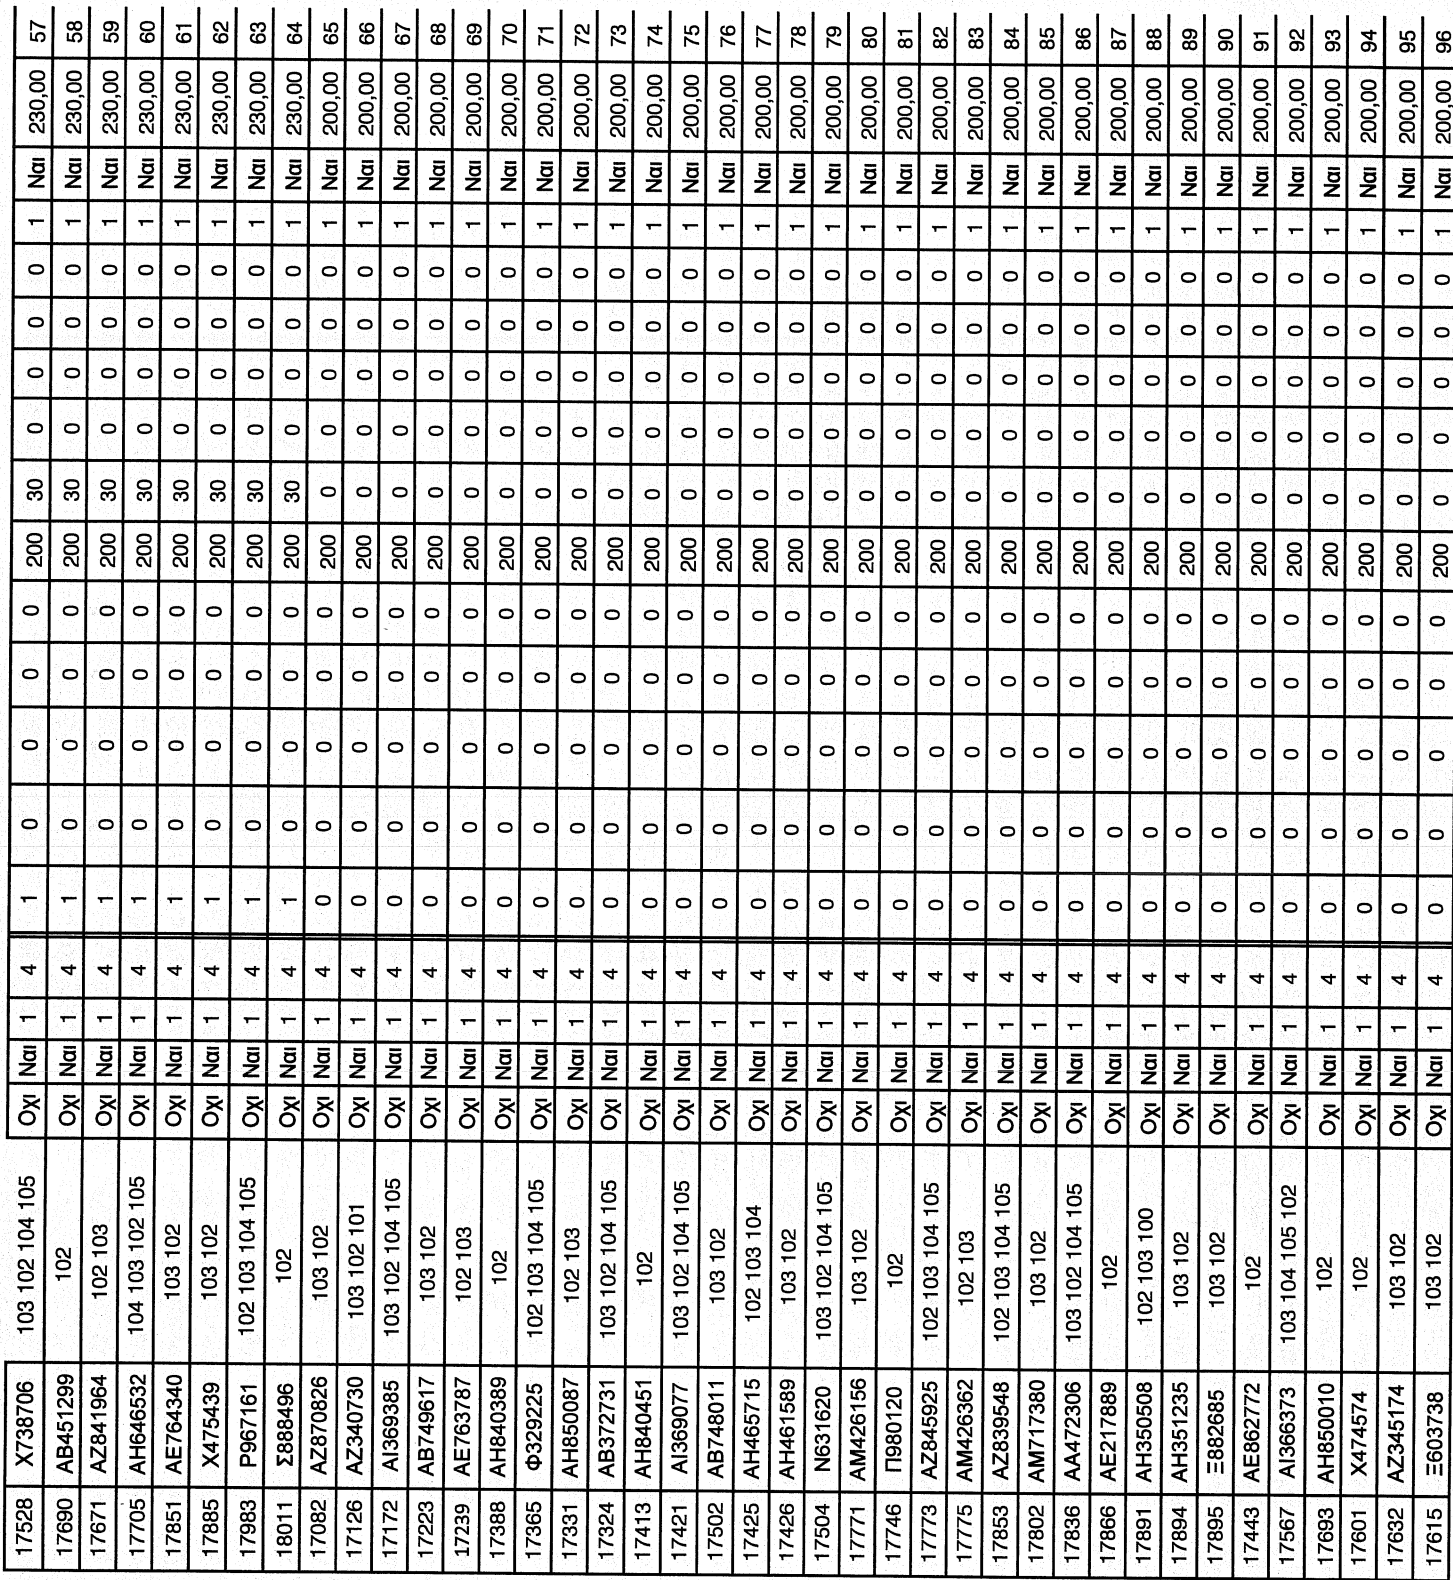 17528 Χ738706 103 102 104 105 Οχι Ναι 1 4 1 0 0 0 0 200 30 0 0 0 0 1 Ναι 230,00 57
17690 ΑΒ451299 102 Οχι Ναι 1 4 1 0 0 0 0 200 30 0 0 0 0 1 Ναι 230,00 58
17671 ΑΖ841964 102 103 Οχι Ναι 1 4 1 0 0 0 0 200 30 0 0 0 0 1 Ναι 230,00 59
17705 ΑΗ646532 104 103 102 105 Οχι Ναι 1 4 1 0 0 0 0 200 30 0 0 0 0 1 Ναι 230,00 60
17851 ΑΕ764340 103 102 Οχι Ναι 1 4 1 0 0 0 0 200 30 0 0 0 0 1 Ναι 230,00 61
17885 Χ475439 103 102 Οχι Ναι 1 4 1 0 0 0 0 200 30 0 0 0 0 1 Ναι 230,00 62
17983 Ρ967161 102 103 104 105 Οχι Ναι 1 4 1 0 0 0 0 200 30 0 0 0 0 1 Ναι 230,00 63
18011 Σ888496 102 Οχι Ναι 1 4 1 0 0 0 0 200 30 0 0 0 0 1 Ναι 230,00 64
17082 ΑΖ870826 103 102 Οχι Ναι 1 4 0 0 0 0 0 200 0 0 0 0 0 1 Ναι 200,00 65
17126 ΑΖ340730 103 102 101 Οχι Ναι 1 4 0 0 0 0 0 200 0 0 0 0 0 1 Ναι 200,00 66
17172 ΑΙ369385 103 102 104 105 Οχι Ναι 1 4 0 0 0 0 0 200 0 0 0 0 0 1 Ναι 200,00 67
17223 ΑΒ749617 103 102 Οχι Ναι 1 4 0 0 0 0 0 200 0 0 0 0 0 1 Ναι 200,00 68
17239 ΑΕ763787 102 103 Οχι Ναι 1 4 0 0 0 0 0 200 0 0 0 0 0 1 Ναι 200,00 69
17388 ΑΗ840389 102 Οχι Ναι 1 4 0 0 0 0 0 200 0 0 0 0 0 1 Ναι 200,00 70
17365 Φ329225 102 103 104 105 Οχι Ναι 1 4 0 0 0 0 0 200 0 0 0 0 0 1 Ναι 200,00 71
17331 ΑΗ850087 102 103 Οχι Ναι 1 4 0 0 0 0 0 200 0 0 0 0 0 1 Ναι 200,00 72
17324 ΑΒ372731 103 102 104 105 Οχι Ναι 1 4 0 0 0 0 0 200 0 0 0 0 0 1 Ναι 200,00 73
17413 ΑΗ840451 102 Οχι Ναι 1 4 0 0 0 0 0 200 0 0 0 0 0 1 Ναι 200,00 74
17421 ΑΙ369077 103 102 104 105 Οχι Ναι 1 4 0 0 0 0 0 200 0 0 0 0 0 1 Ναι 200,00 75
17502 ΑΒ748011 103 102 Οχι Ναι 1 4 0 0 0 0 0 200 0 0 0 0 0 1 Ναι 200,00 76
17425 ΑΗ465715 102 103 104 Οχι Ναι 1 4 0 0 0 0 0 200 0 0 0 0 0 1 Ναι 200,00 77
17426 ΑΗ461589 103 102 Οχι Ναι 1 4 0 0 0 0 0 200 0 0 0 0 0 1 Ναι 200,00 78
17504 Ν631620 103 102 104 105 Οχι Ναι 1 4 0 0 0 0 0 200 0 0 0 0 0 1 Ναι 200,00 79
17771 ΑΜ426156 103 102 Οχι Ναι 1 4 0 0 0 0 0 200 0 0 0 0 0 1 Ναι 200,00 80
17746 Π980120 102 Οχι Ναι 1 4 0 0 0 0 0 200 0 0 0 0 0 1 Ναι 200,00 81
17773 ΑΖ845925 102 103 104 105 Οχι Ναι 1 4 0 0 0 0 0 200 0 0 0 0 0 1 Ναι 200,00 82
17775 ΑΜ426362 102 103 Οχι Ναι 1 4 0 0 0 0 0 200 0 0 0 0 0 1 Ναι 200,00 83
17853 ΑΖ839548 102 103 104 105 Οχι Ναι 1 4 0 0 0 0 0 200 0 0 0 0 0 1 Ναι 200,00 84
17802 ΑΜ717380 103 102 Οχι Ναι 1 4 0 0 0 0 0 200 0 0 0 0 0 1 Ναι 200,00 85
17836 ΑΑ472306 103 102 104 105 Οχι Ναι 1 4 0 0 0 0 0 200 0 0 0 0 0 1 Ναι 200,00 86
17866 ΑΕ217889 102 Οχι Ναι 1 4 0 0 0 0 0 200 0 0 0 0 0 1 Ναι 200,00 87
17891 ΑΗ350508 102 103 100 Οχι Ναι 1 4 0 0 0 0 0 200 0 0 0 0 0 1 Ναι 200,00 88
17894 ΑΗ351235 103 102 Οχι Ναι 1 4 0 0 0 0 0 200 0 0 0 0 0 1 Ναι 200,00 89
17895 Ξ882685 103 102 Οχι Ναι 1 4 0 0 0 0 0 200 0 0 0 0 0 1 Ναι 200,00 90
17443 ΑΕ862772 102 Οχι Ναι 1 4 0 0 0 0 0 200 0 0 0 0 0 1 Ναι 200,00 91
17567 ΑΙ366373 103 104 105 102 Οχι Ναι 1 4 0 0 0 0 0 200 0 0 0 0 0 1 Ναι 200,00 92
17693 ΑΗ850010 102 Οχι Ναι 1 4 0 0 0 0 0 200 0 0 0 0 0 1 Ναι 200,00 93
17601 Χ474574 102 Οχι Ναι 1 4 0 0 0 0 0 200 0 0 0 0 0 1 Ναι 200,00 94
17632 ΑΖ345174 103 102 Οχι Ναι 1 4 0 0 0 0 0 200 0 0 0 0 0 1 Ναι 200,00 95
17615 Ξ603738 103 102 Οχι Ναι 1 4 0 0 0 0 0 200 0 0 0 0 0 1 Ναι 200,00 96